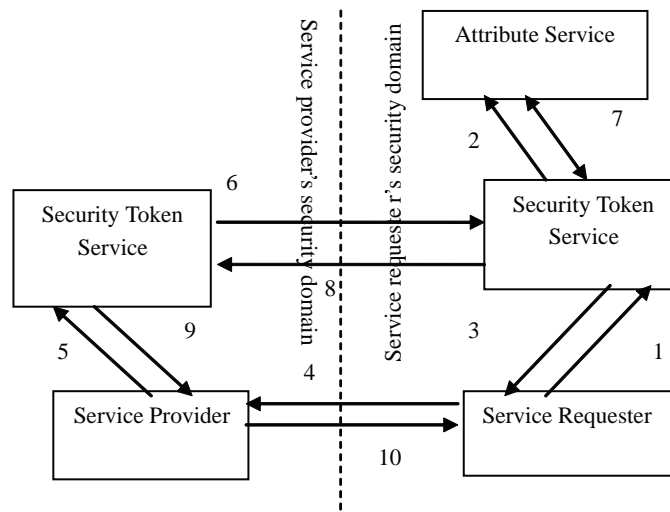 Attribute Service
Service provider's security domain
Service requester's security domain
2
7
6
Security Token
Service
Security Token
Service
8
5
9
4
3
1
Service Provider
Service Requester
10